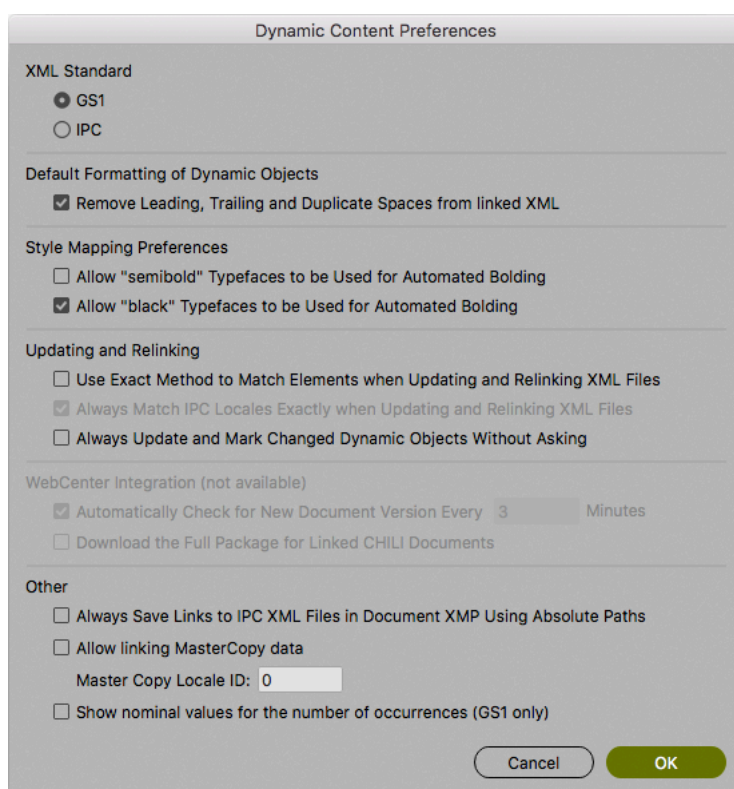 Dynamic Content Preferences
XML Standard
GS1
IPC
Default Formatting of Dynamic Objects
Remove Leading, Trailing and Duplicate Spaces from linked XML
Style Mapping Preferences
Allow "semibold" Typefaces to be Used for Automated Bolding
Allow "black" Typefaces to be Used for Automated Bolding
Updating and Relinking
Use Exact Method to Match Elements when Updating and Relinking XML Files
Always Match IPC Locales Exactly when Updating and Relinking XML Files
Always Update and Mark Changed Dynamic Objects Without Asking
WebCenter Integration (not available)
Automatically Check for New Document Version Every 3 Minutes
Download the Full Package for Linked CHILI Documents
Other
Always Save Links to IPC XML Files in Document XMP Using Absolute Paths
Allow linking MasterCopy data
Master Copy Locale ID: 0
Show nominal values for the number of occurrences (GS1 only)
Cancel OK